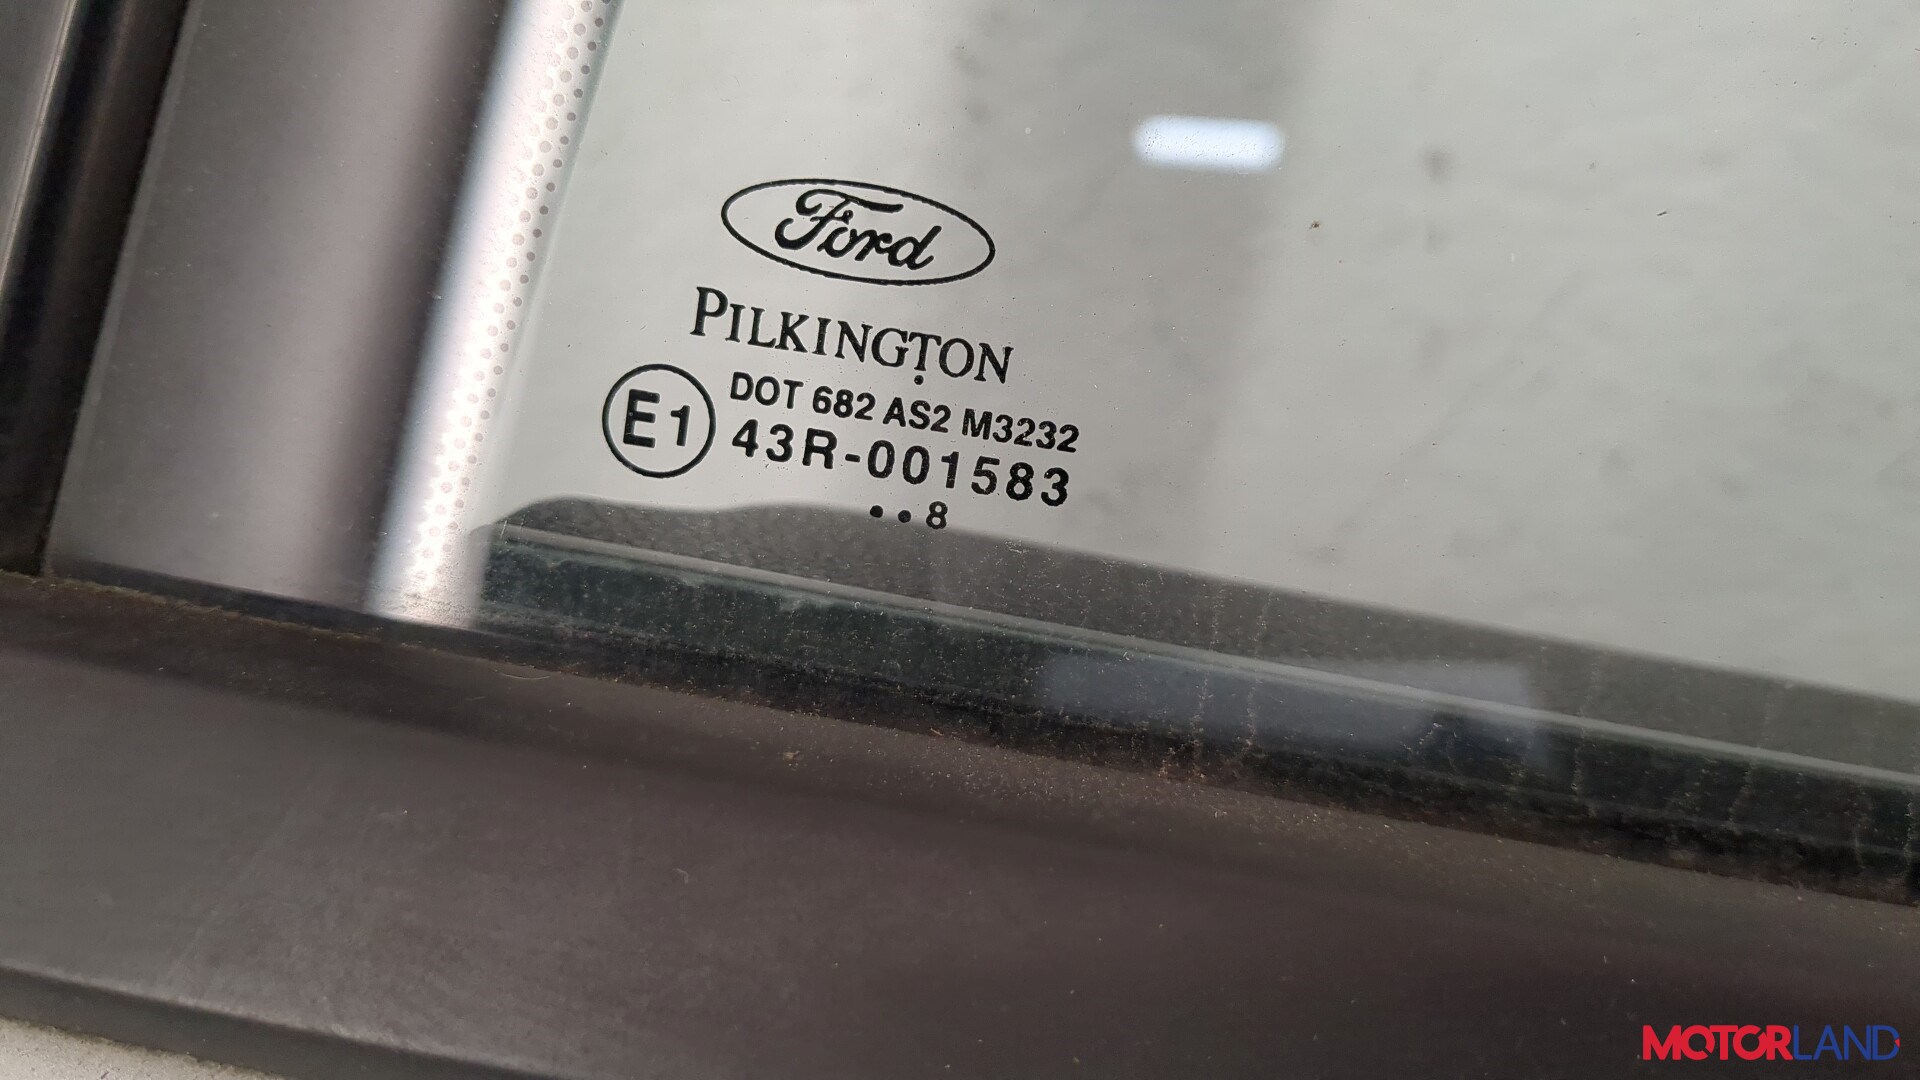 Ford
PILKINGTON
DOT 682 AS2 M3232
E1 43R-001583
• • 8
MOTORLAND